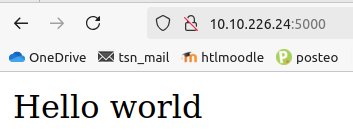 10.10.226.24:5000
OneDrive tsn_mail htlmoodle posteo
Hello world